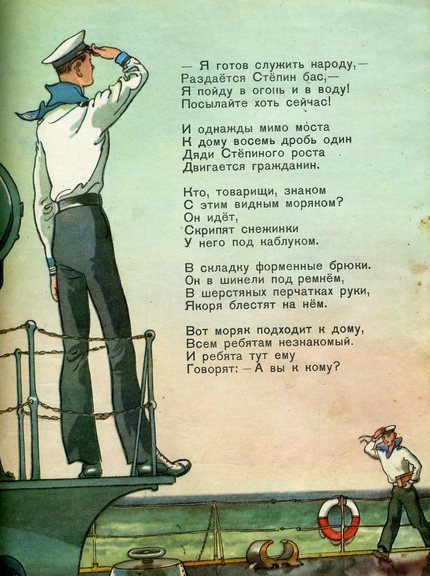 — Я готов служить народу,—
Раздаётся Стёпин бас,—
Я пойду в огонь и в воду!
Посылайте хоть сейчас!
И однажды мимо моста
К дому восемь дробь один
Дяди Стёпиного роста
Двигается гражданин.
Кто, товарищи, знаком
С этим видным моряком?
Он идёт,
Скрипят снежинки
У него под каблуком.
В складку форменные брюки.
Он в шинели под ремнём,
В шерстяных перчатках руки,
Якоря блестят на нём.
Вот моряк подходит к дому,
Всем ребятам незнакомый.
И ребята тут ему
Говорят: — А вы к кому?